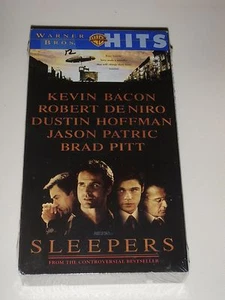 WARNER BROS. HITS
KEVIN BACON
ROBERT DE NIRO
DUSTIN HOFFMAN
JASON PATRIC
BRAD PITT
SLEEPERS
FROM THE CONTROVERSIAL BESTSELLER